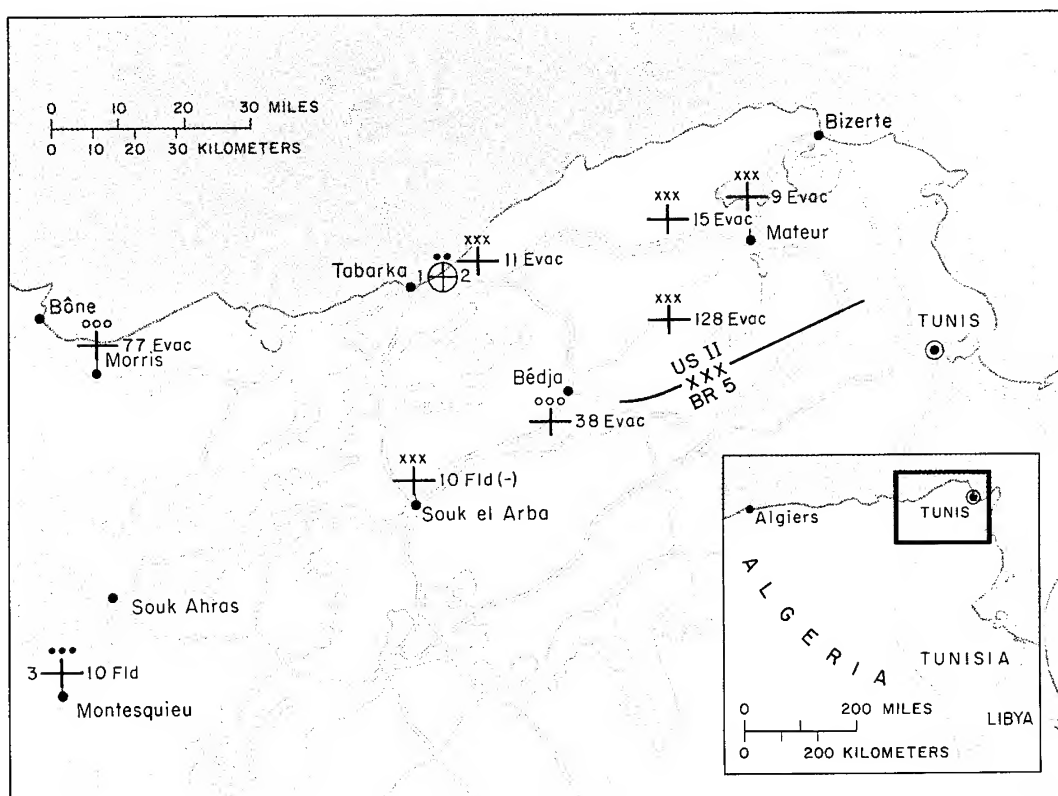 0 10 20 30 MILES
0 10 20 30 KILOMETERS
Bizerte
XXX
9 Evac
XXX
15 Evac
Mateur
XXX
11 Evac
Tabarka
1 2
Bône
77 Evac
Morris
XXX
128 Evac
TUNIS
US II
XXX
BR 5
Bédja
38 Evac
XXX
10 Fld (-)
Souk el Arba
Souk Ahras
3 10 Fld
Montesquieu
Algiers
TUNIS
ALGERIA
TUNISIA
LIBYA
0 200 MILES
0 200 KILOMETERS